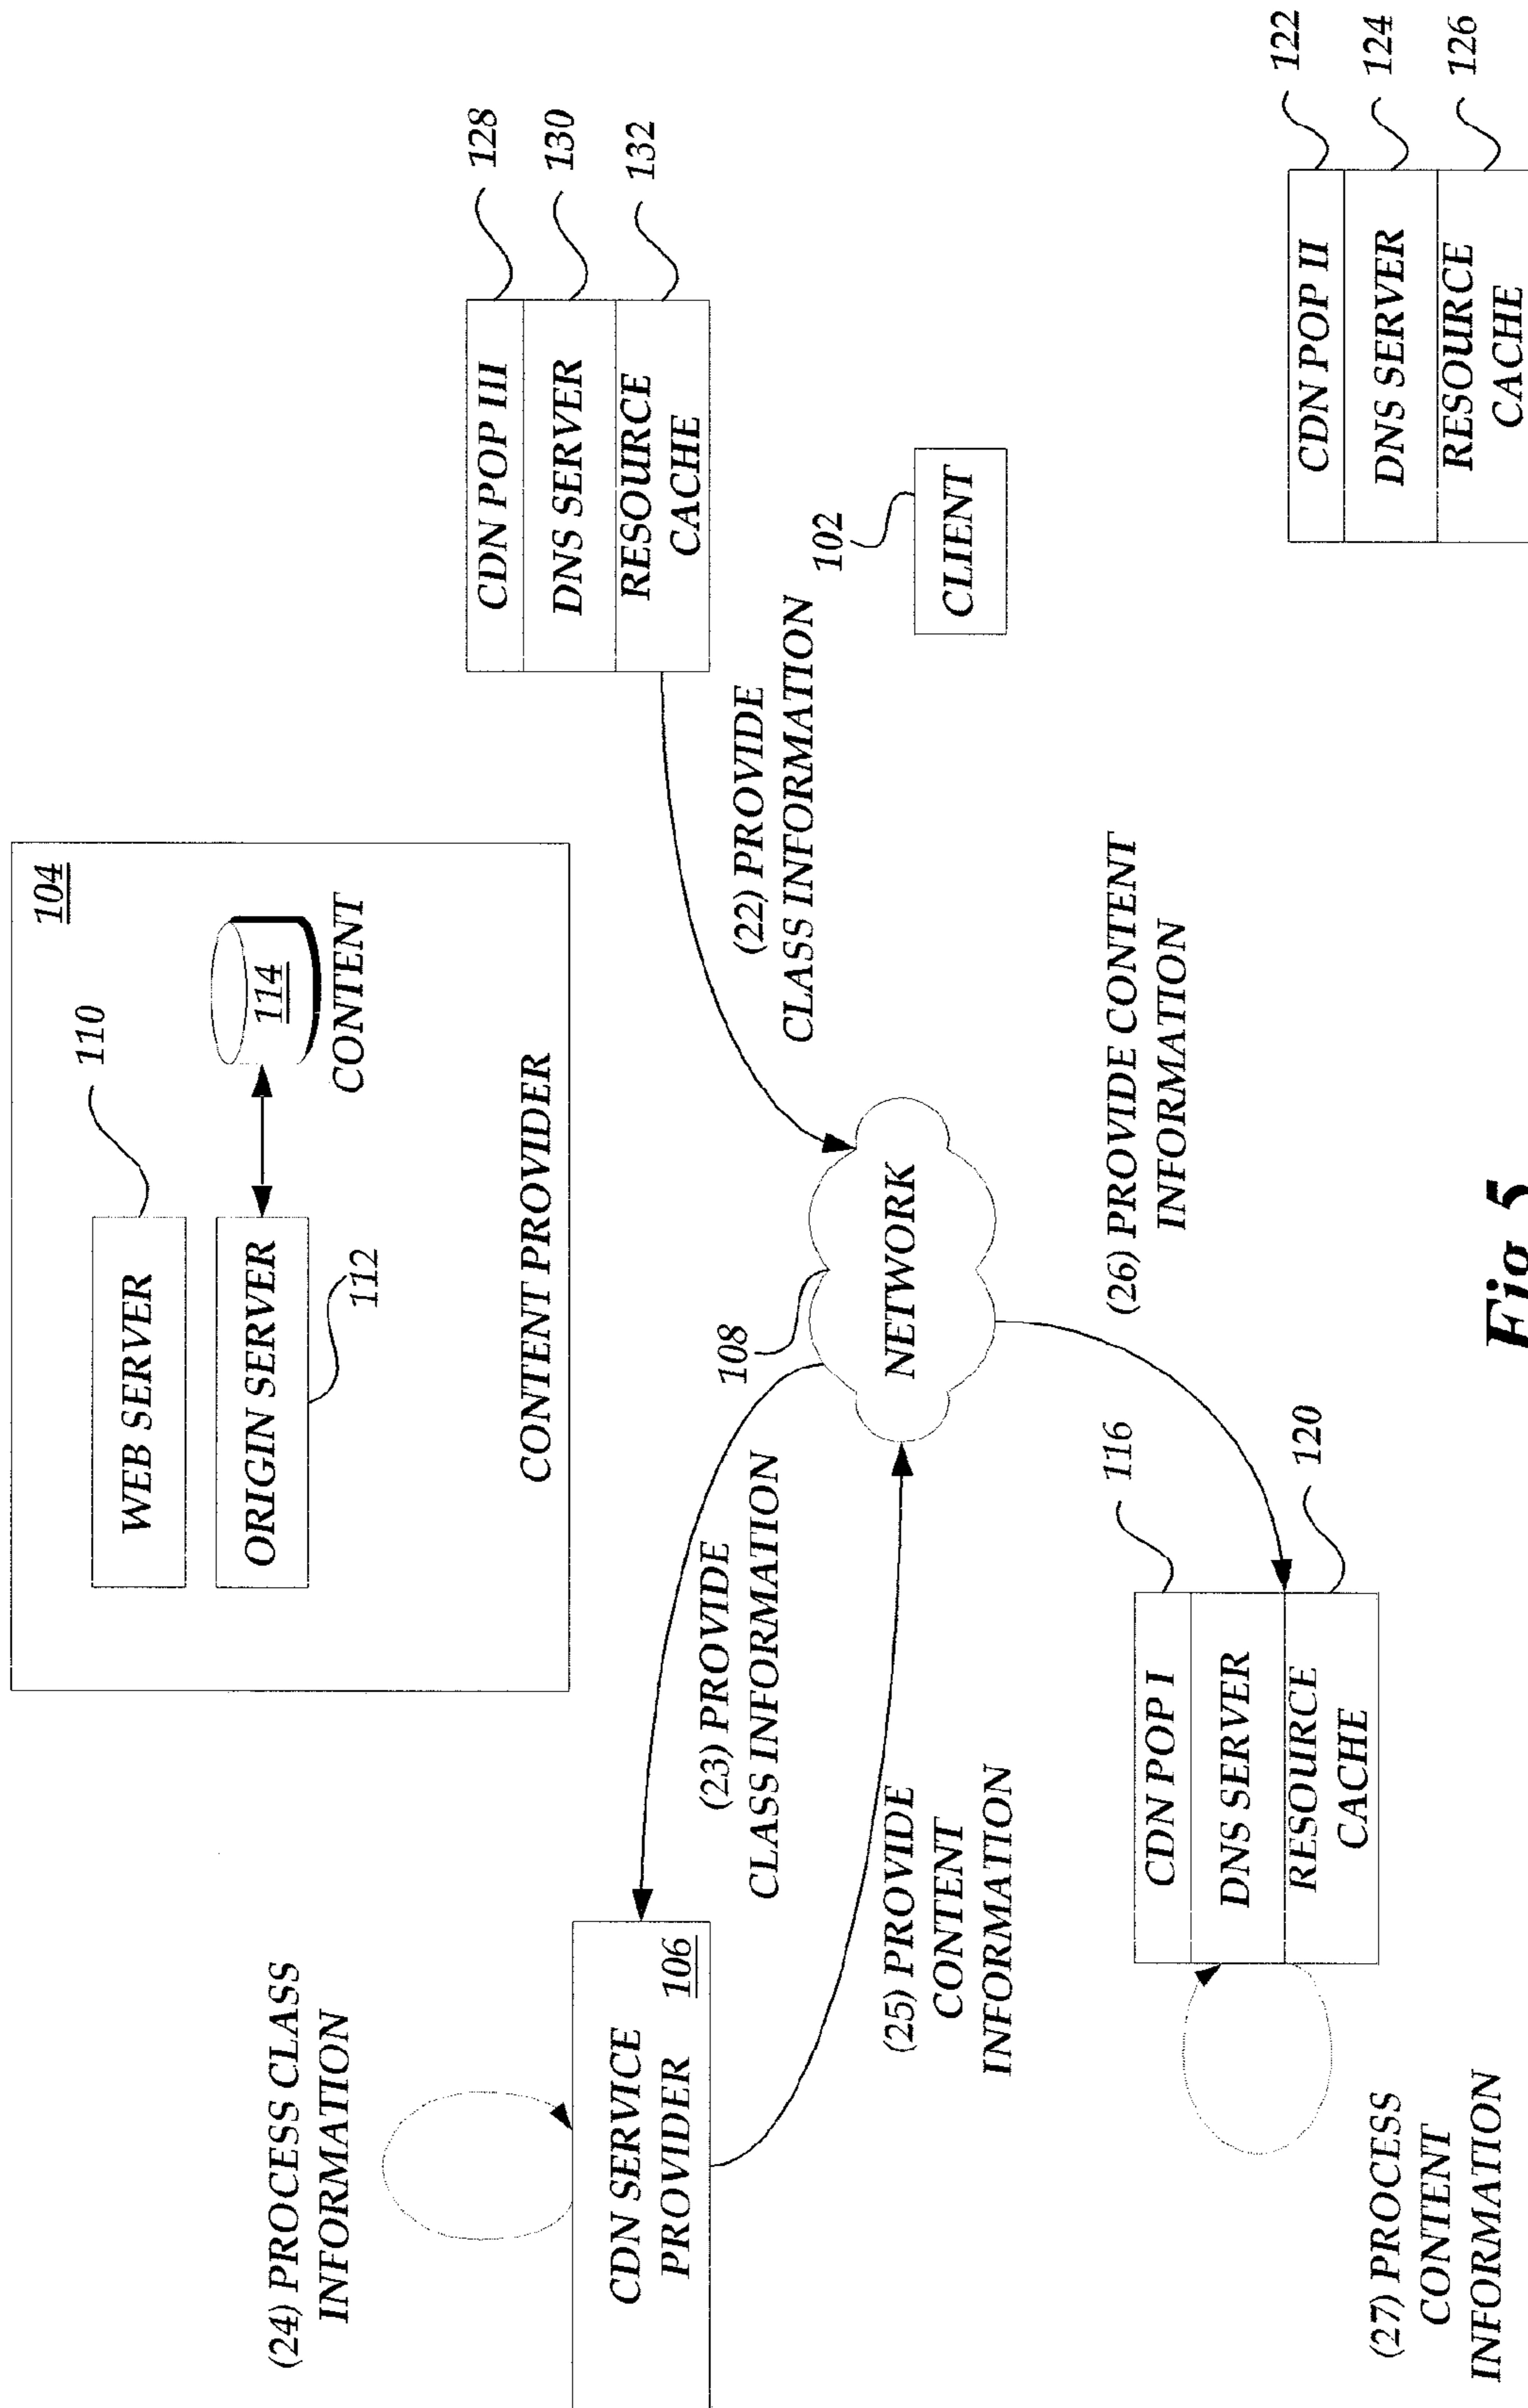 104
WEB SERVER
110
ORIGIN SERVER
112
114
CONTENT
CONTENT PROVIDER
(24) PROCESS CLASS
INFORMATION
CDN SERVICE
PROVIDER
106
(23) PROVIDE
CLASS INFORMATION
(25) PROVIDE
CONTENT
INFORMATION
108
NETWORK
(22) PROVIDE
CLASS INFORMATION
CDN POP III
DNS SERVER
RESOURCE
CACHE
128
130
132
102
CLIENT
(26) PROVIDE CONTENT
INFORMATION
CDN POP I
DNS SERVER
RESOURCE
CACHE
116
120
(27) PROCESS
CONTENT
INFORMATION
CDN POP II
DNS SERVER
RESOURCE
CACHE
122
124
126
Fig. 5